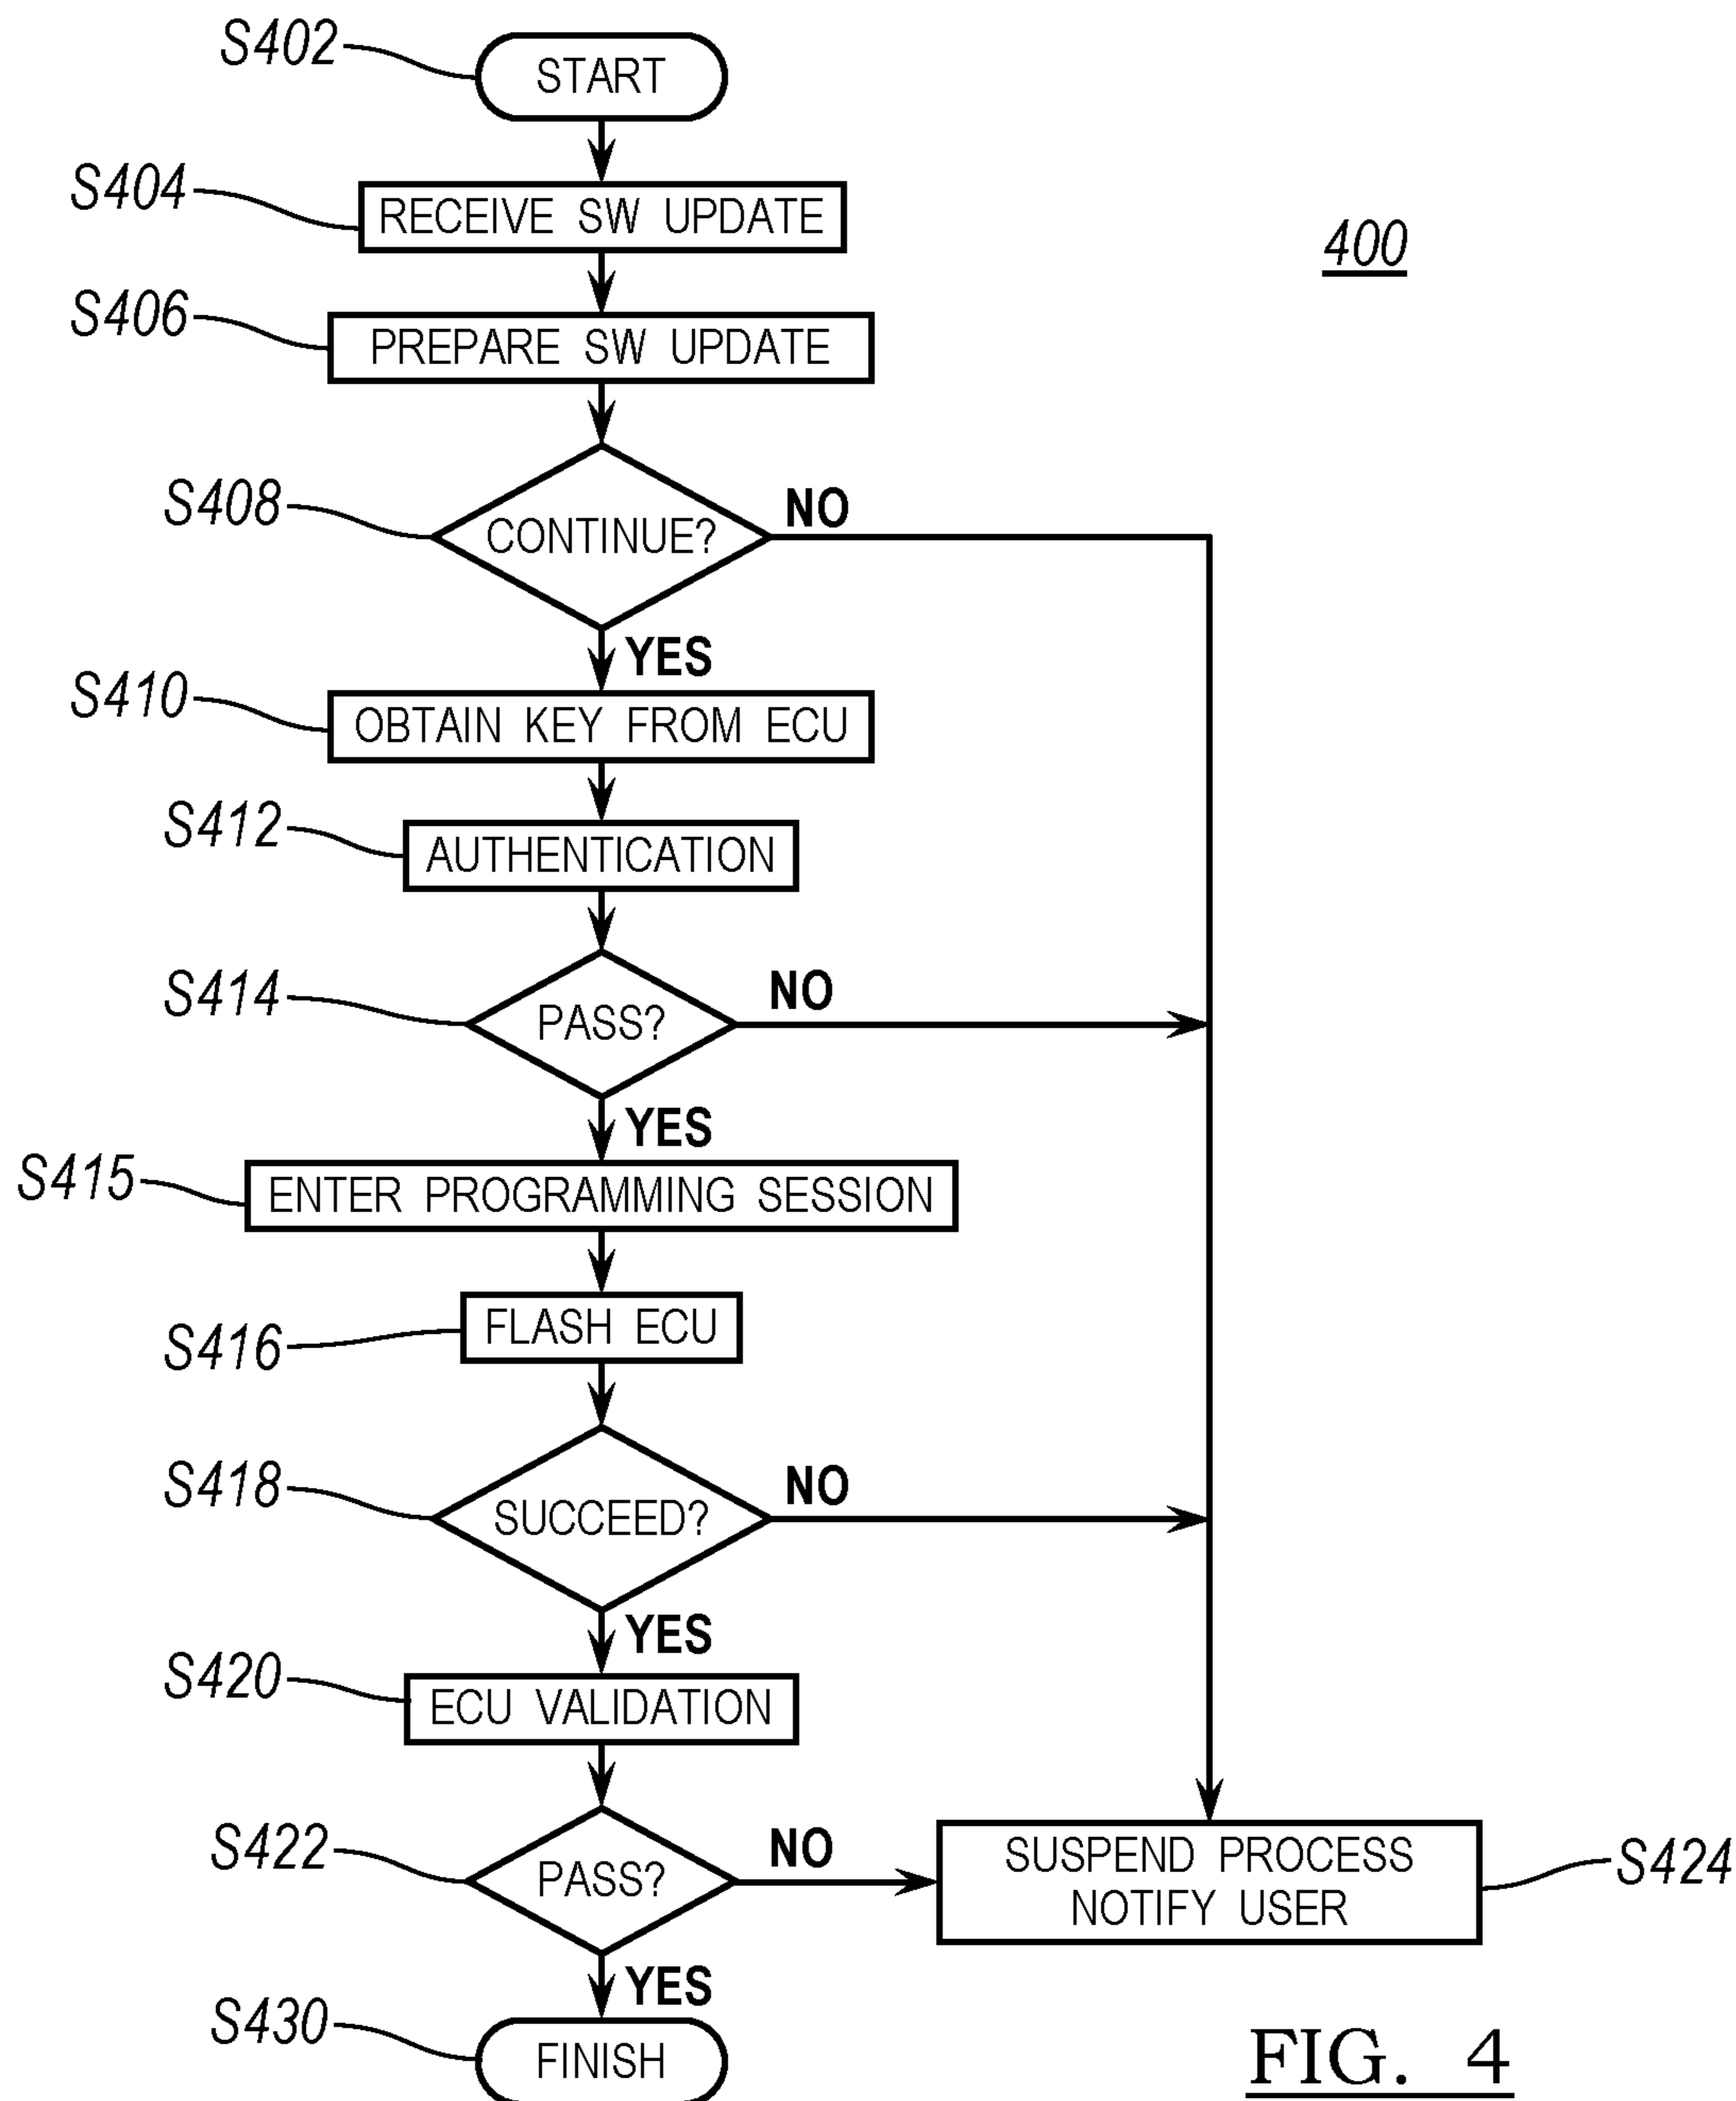 S402
START
S404
RECEIVE SW UPDATE
400
S406
PREPARE SW UPDATE
S408
CONTINUE?
NO
YES
S410
OBTAIN KEY FROM ECU
S412
AUTHENTICATION
S414
PASS?
NO
YES
S415
ENTER PROGRAMMING SESSION
S416
FLASH ECU
S418
SUCCEED?
NO
YES
S420
ECU VALIDATION
S422
PASS?
NO
SUSPEND PROCESS
NOTIFY USER
S424
YES
S430
FINISH
FIG. 4